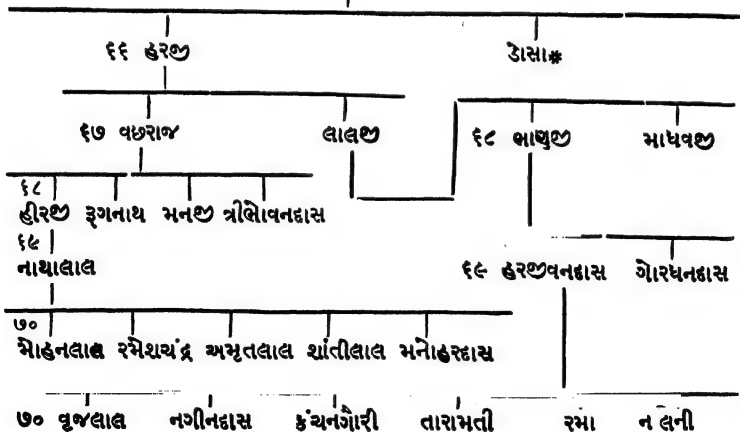 ૬૬ હરજી ડોસા*
૬૭ વછરાજ લાલજી ૬૮ ભાણજી માધવજી
૬૮
હીરજી રૂગનાથ મનજી ત્રીભોવનદાસ
૬૯
નાથાલાલ ૬૯ હરજીવનદાસ ગોરધનદાસ
૭૦
મોહનલાલ રમેશચંદ્ર અમૃતલાલ શાંતીલાલ મનોહરદાસ
૭૦ વૃજલાલ નગીનદાસ કંચનગૌરી તારામતી રમા